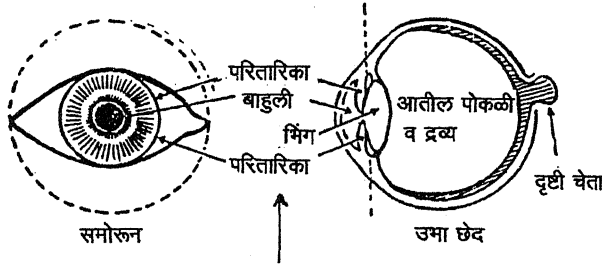 परितारिका
बाहुली
भिंग
परितारिका
आतील पोकळी
व द्रव्य
दृष्टी चेता
समोरून
उभा छेद